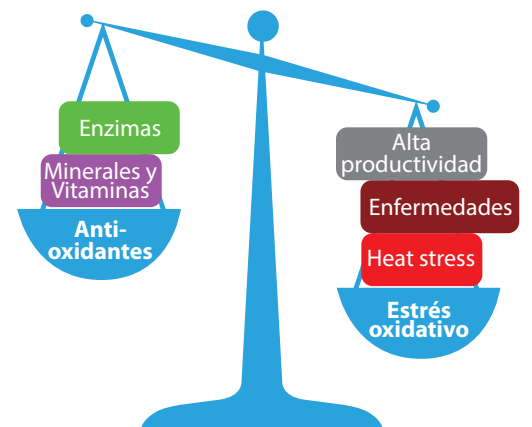 Enzimas
Minerales y
Vitaminas
Anti-
oxidantes
Alta
productividad
Enfermedades
Heat stress
Estrés
oxidativo